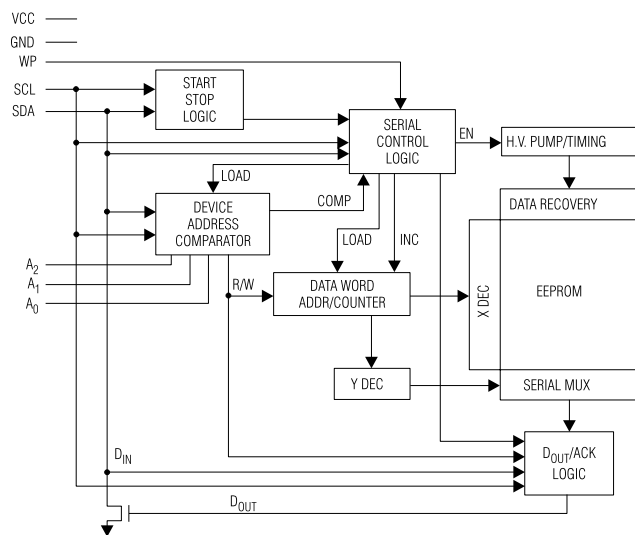 VCC
GND
WP
SCL
SDA
START
STOP
LOGIC
SERIAL
CONTROL
LOGIC
EN
H.V. PUMP/TIMING
LOAD
COMP
DEVICE
ADDRESS
COMPARATOR
LOAD
INC
DATA RECOVERY
A2
A1
A0
R/W
DATA WORD
ADDR/COUNTER
X DEC
EEPROM
Y DEC
SERIAL MUX
DIN
DOUT/ACK
LOGIC
DOUT